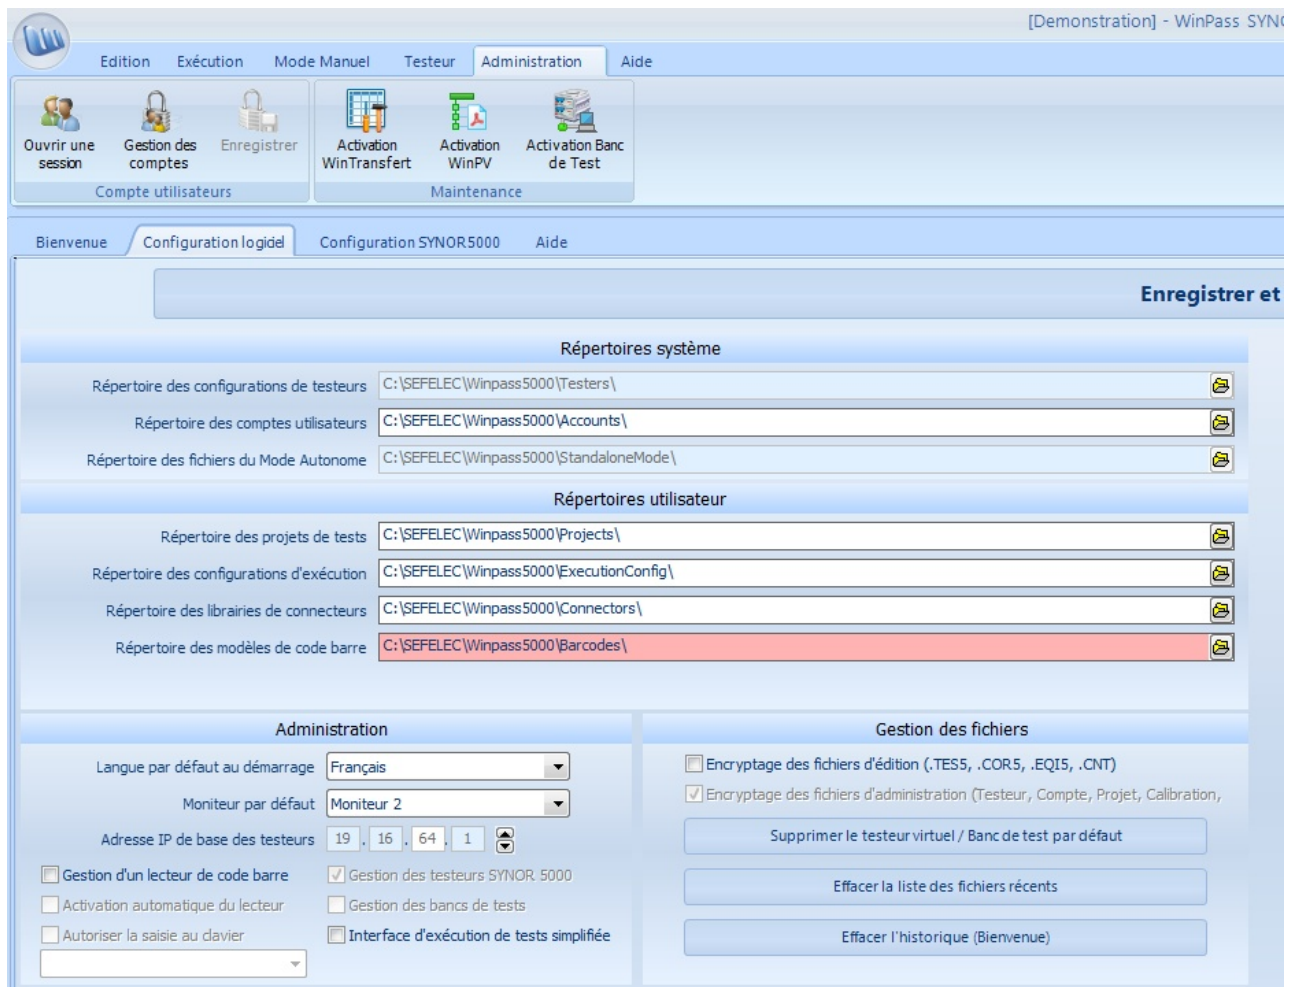 [Demonstration] - WinPass SYN
Edition Exécution Mode Manuel Testeur Administration Aide
Ouvrir une session
Gestion des comptes
Enregistrer
Activation WinTransfert
Activation WinPV
Activation Banc de Test
Compte utilisateurs Maintenance
Bienvenue Configuration logiciel Configuration SYNOR5000 Aide
Enregistrer et
Répertoires système
Répertoire des configurations de testeurs C:\SEFELEC\Winpass5000\Testers\
Répertoire des comptes utilisateurs C:\SEFELEC\Winpass5000\Accounts\
Répertoire des fichiers du Mode Autonome C:\SEFELEC\Winpass5000\StandaloneMode\
Répertoires utilisateur
Répertoire des projets de tests C:\SEFELEC\Winpass5000\Projects\
Répertoire des configurations d'exécution C:\SEFELEC\Winpass5000\ExecutionConfig\
Répertoire des librairies de connecteurs C:\SEFELEC\Winpass5000\Connectors\
Répertoire des modèles de code barre C:\SEFELEC\Winpass5000\Barcodes\
Administration
Langue par défaut au démarrage Français
Moniteur par défaut Moniteur 2
Adresse IP de base des testeurs 19 . 16 . 64 . 1
Gestion d'un lecteur de code barre Gestion des testeurs SYNOR 5000
Activation automatique du lecteur Gestion des bancs de tests
Autoriser la saisie au clavier Interface d'exécution de tests simplifiée
Gestion des fichiers
Encryptage des fichiers d'édition (.TES5, .COR5, .EQI5, .CNT)
Encryptage des fichiers d'administration (Testeur, Compte, Projet, Calibration,
Supprimer le testeur virtuel / Banc de test par défaut
Effacer la liste des fichiers récents
Effacer l'historique (Bienvenue)